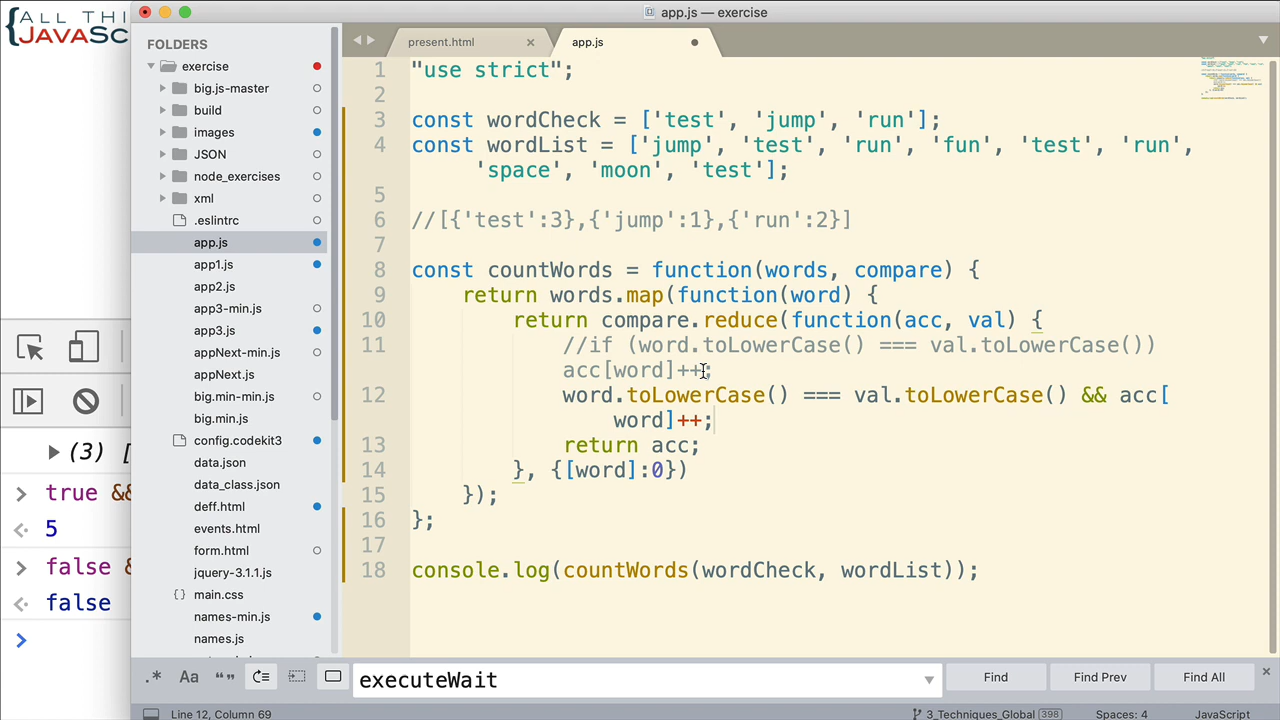 {ALL THI
JAVASC
app.js — exercise
FOLDERS
exercise
big.js-master
build
images
JSON
node_exercises
xml
.eslintrc
app.js
app1.js
app2.js
app3-min.js
app3.js
appNext-min.js
appNext.js
big-min-min.js
big.min.js
config.codekit3
data.json
data_class.json
deff.html
events.html
form.html
jquery-3.1.1.js
main.css
names-min.js
names.js
present.html
app.js
1 "use strict";
2
3 const wordCheck = ['test', 'jump', 'run'];
4 const wordList = ['jump', 'test', 'run', 'fun', 'test', 'run',
'space', 'moon', 'test'];
5
6 //[{'test':3},{'jump':1},{'run':2}]
7
8 const countWords = function(words, compare) {
9 return words.map(function(word) {
10 return compare.reduce(function(acc, val) {
11 //if (word.toLowerCase() === val.toLowerCase())
acc[word]++;
12 word.toLowerCase() === val.toLowerCase() && acc[
word]++;
13 return acc;
14 }, {[word]:0})
15 });
16 };
17
18 console.log(countWords(wordCheck, wordList));
(3) [
true &&
5
false &
false
.*
Aa
“”
executeWait
Find
Find Prev
Find All
Line 12, Column 69
3_Techniques_Global 398
Spaces: 4
JavaScript